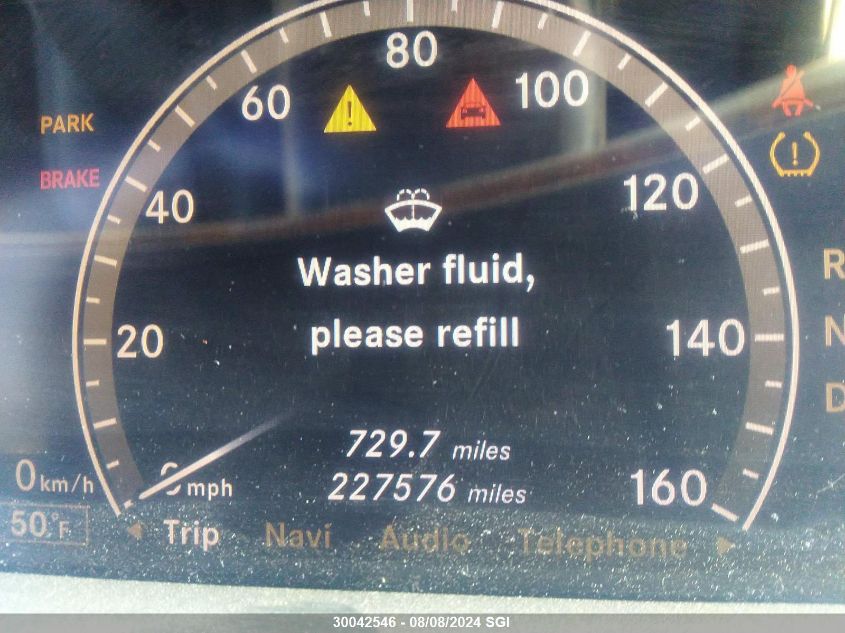 80
60
100
PARK
BRAKE
40
120
Washer fluid,
please refill
20
140
R
N
D
729.7 miles
227576 miles
0 km/h
0 mph
160
50°F
Trip Navi Audio Telephone
30042546 - 08/08/2024 SGI